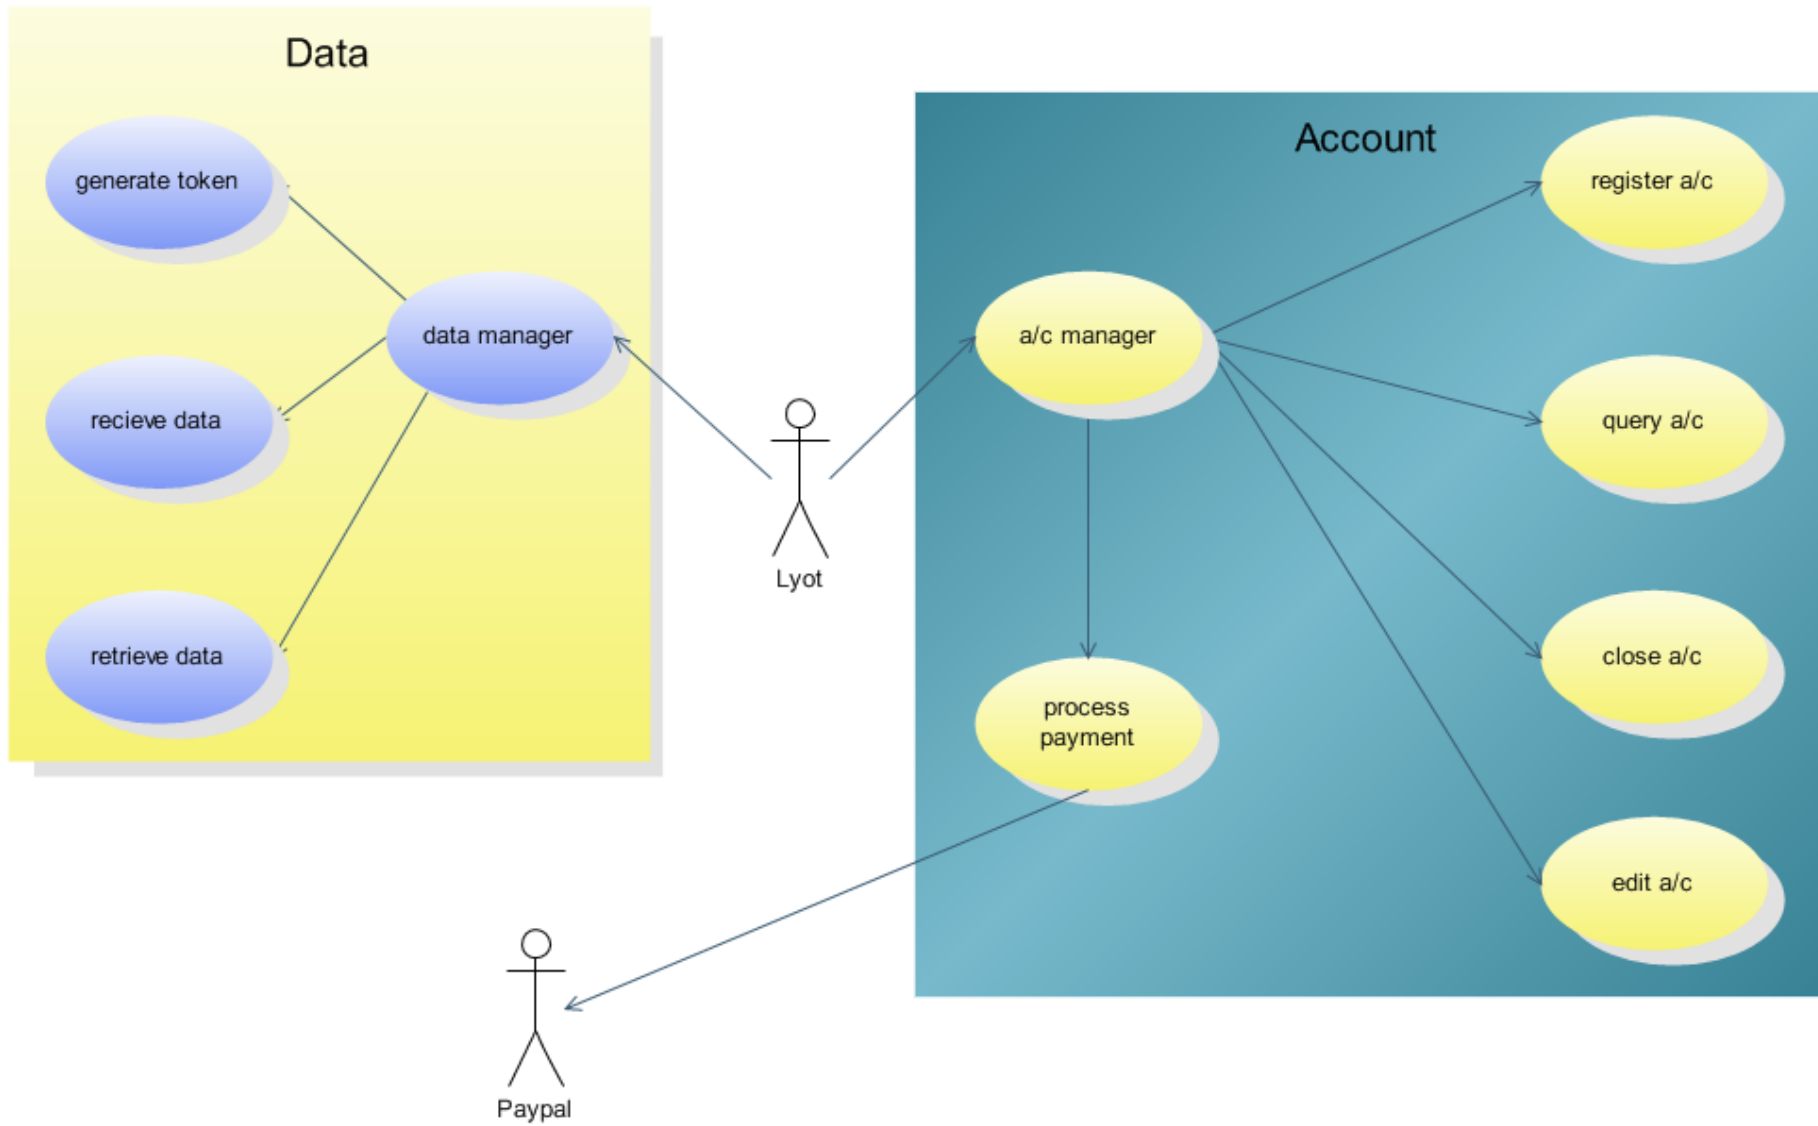 Data
generate token
data manager
recieve data
retrieve data
Lyot
Paypal
Account
register a/c
a/c manager
query a/c
close a/c
process
payment
edit a/c